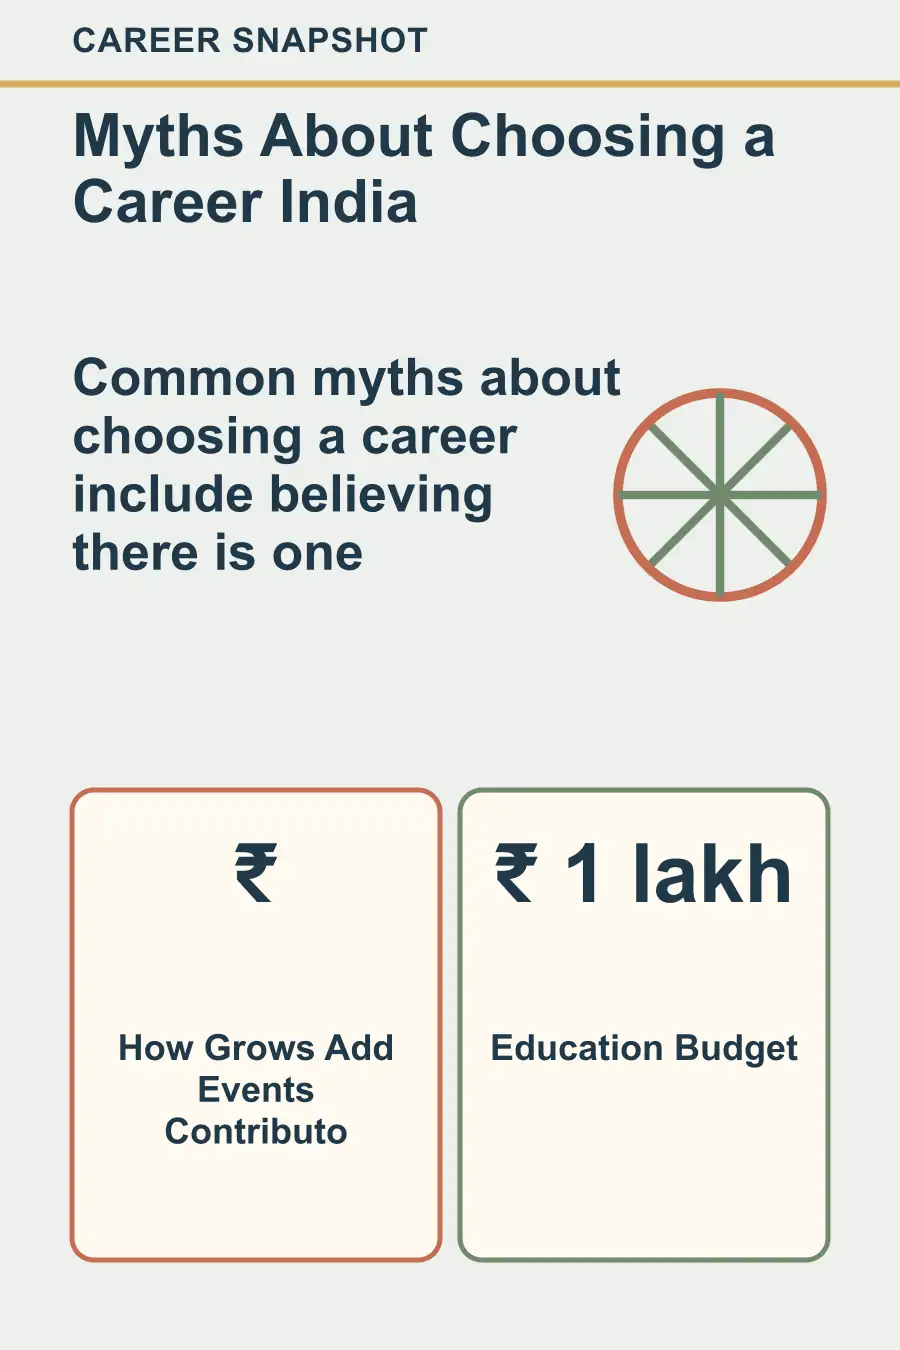 CAREER SNAPSHOT
Myths About Choosing a
Career India
Common myths about
choosing a career
include believing
there is one
₹
How Grows Add
Events
Contributo
₹ 1 lakh
Education Budget